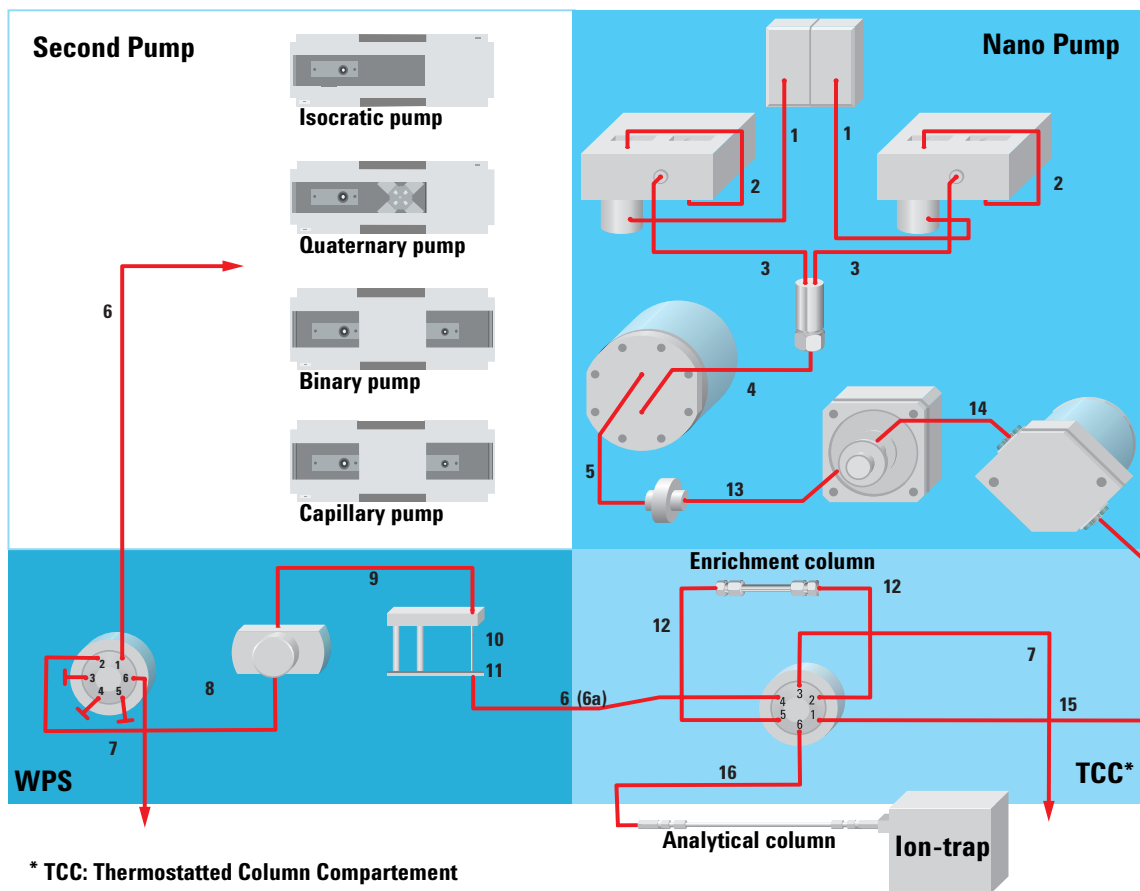 Second Pump
Isocratic pump
Quaternary pump
Binary pump
Capillary pump
6
Nano Pump
1
1
2
2
3
3
4
5
13
14
9
10
11
8
7
2
1
3
6
4
5
WPS
6 (6a)
Enrichment column
12
12
7
3
4
2
5
1
6
15
16
TCC*
Analytical column
Ion-trap
* TCC: Thermostatted Column Compartement